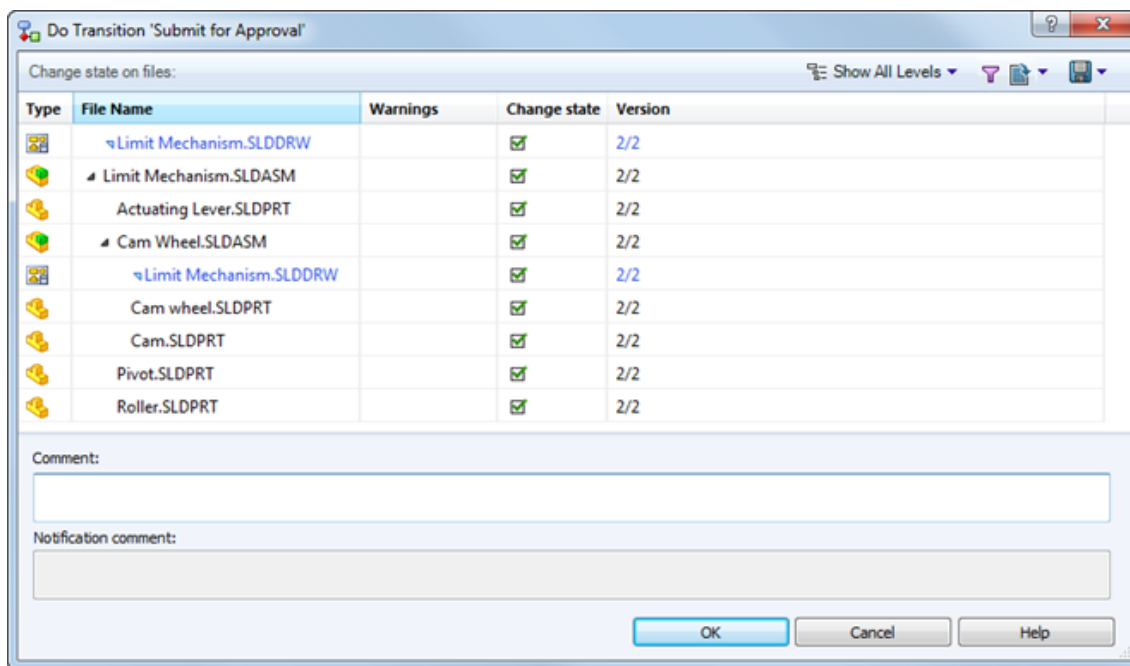 Do Transition 'Submit for Approval'
Change state on files: Show All Levels
Type File Name Warnings Change state Version
Limit Mechanism.SLDDRW 2/2
Limit Mechanism.SLDASM 2/2
Actuating Lever.SLDPRT 2/2
Cam Wheel.SLDASM 2/2
Limit Mechanism.SLDDRW 2/2
Cam wheel.SLDPRT 2/2
Cam.SLDPRT 2/2
Pivot.SLDPRT 2/2
Roller.SLDPRT 2/2
Comment:
Notification comment:
OK Cancel Help